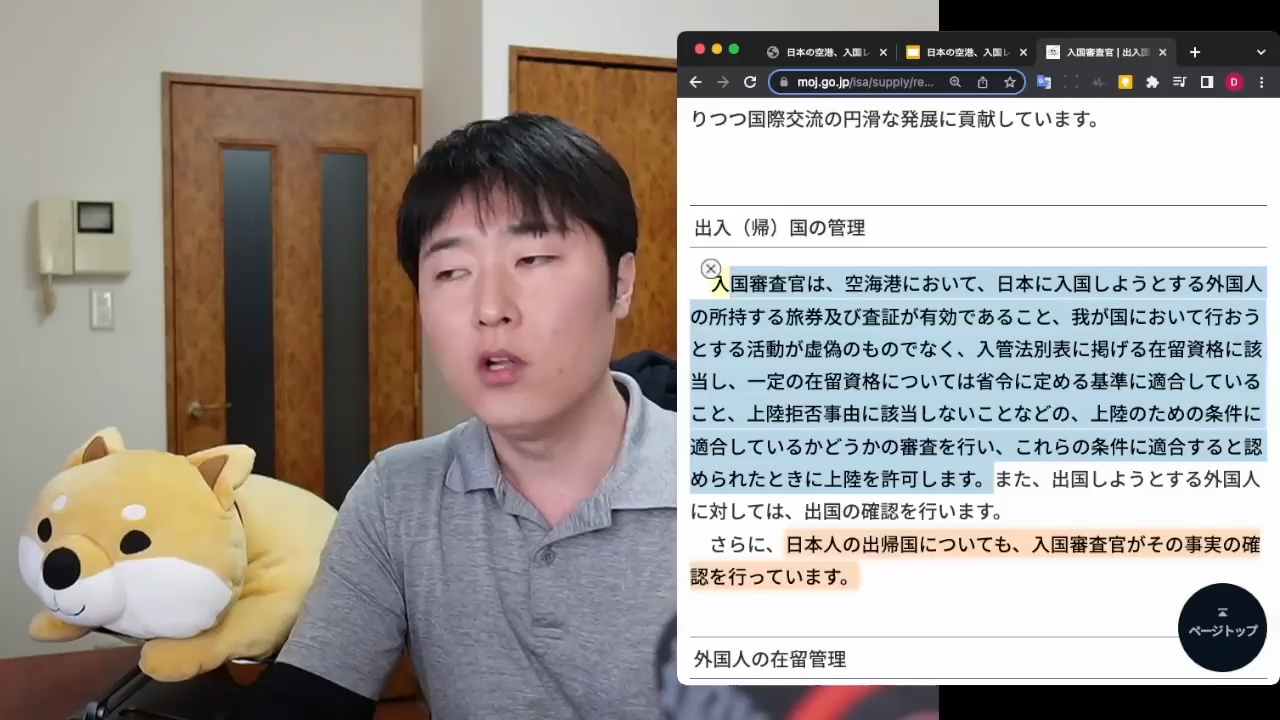 日本の空港、入国し
日本の空港、入国し
入国審査官 | 出入国
moj.go.jp/isa/supply/re...
D
りつつ国際交流の円滑な発展に貢献しています。
出入（帰）国の管理
入国審査官は、空海港において、日本に入国しようとする外国人
の所持する旅券及び査証が有効であること、我が国において行おう
とする活動が虚偽のものでなく、入管法別表に掲げる在留資格に該
当し、一定の在留資格については省令に定める基準に適合している
こと、上陸拒否事由に該当しないことなどの、上陸のための条件に
適合しているかどうかの審査を行い、これらの条件に適合すると認
められたときに上陸を許可します。また、出国しようとする外国人
に対しては、出国の確認を行います。
さらに、日本人の出帰国についても、入国審査官がその事実の確
認を行っています。
ページトップ
外国人の在留管理